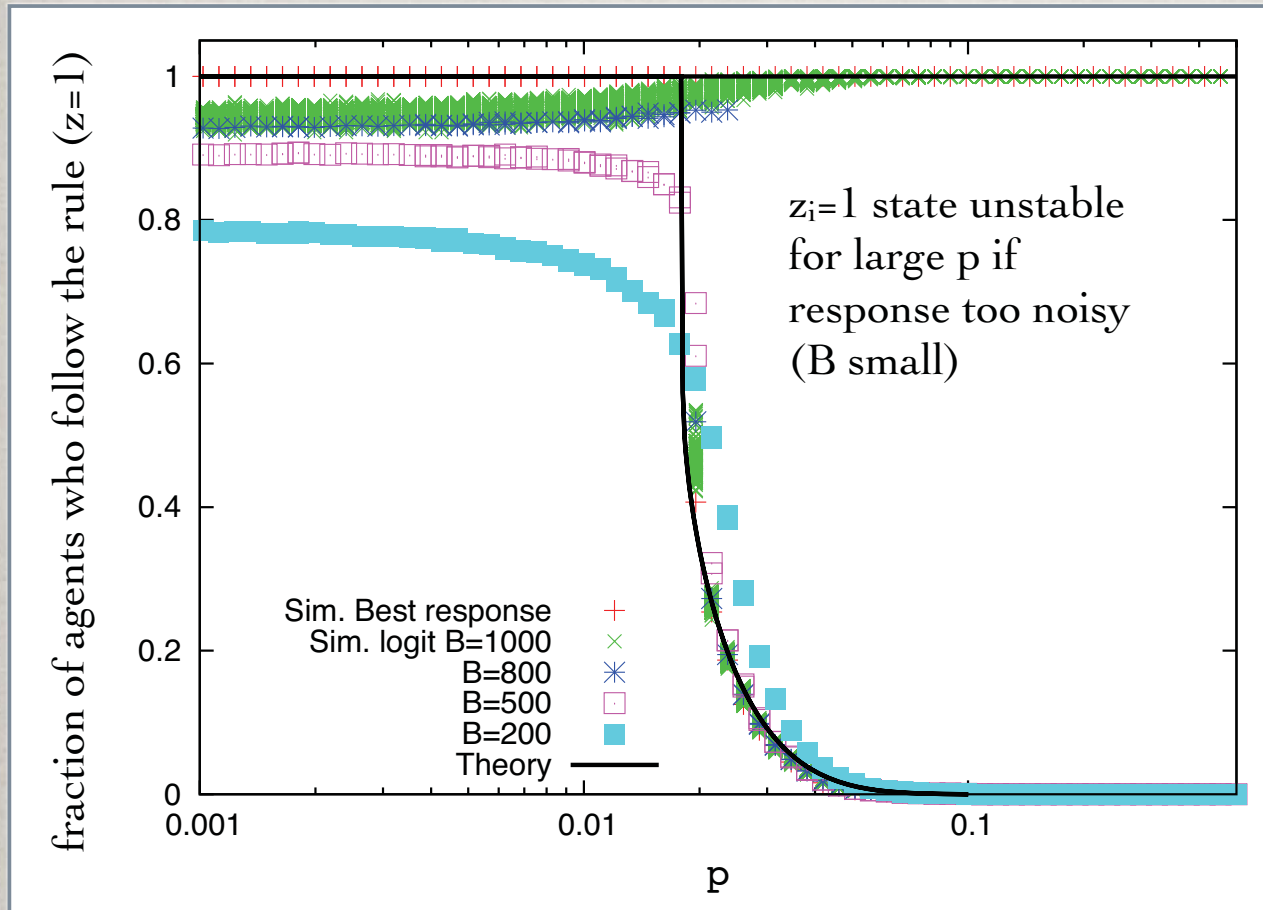 fraction of agents who follow the rule (z=1)
1
0.8
0.6
0.4
0.2
0
zᵢ=1 state unstable
for large p if
response too noisy
(B small)
Sim. Best response
Sim. logit B=1000
B=800
B=500
B=200
Theory
0.001
0.01
0.1
p